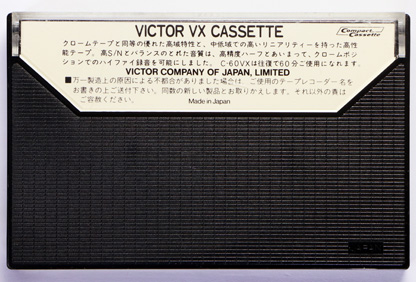 VICTOR VX CASSETTE
Compact Cassette
クロームテープと同等の優れた高域特性と、中低域での高いリニアリティーを持った高性
能テープ。高S/Nとバランスのとれた音質は、高精度ハーフとあいまって、クロームポジ
ションでのハイファイ録音を可能にしました。C-60VXは往復で60分ご使用になれます。
VICTOR COMPANY OF JAPAN, LIMITED
■万一製造上の原因による不都合がありました場合は、ご使用のテープレコーダー名を
お書きの上ご送付下さい。同数の新しい製品とお取りかえします。それ以外の責は
ご容赦ください。
Made in Japan